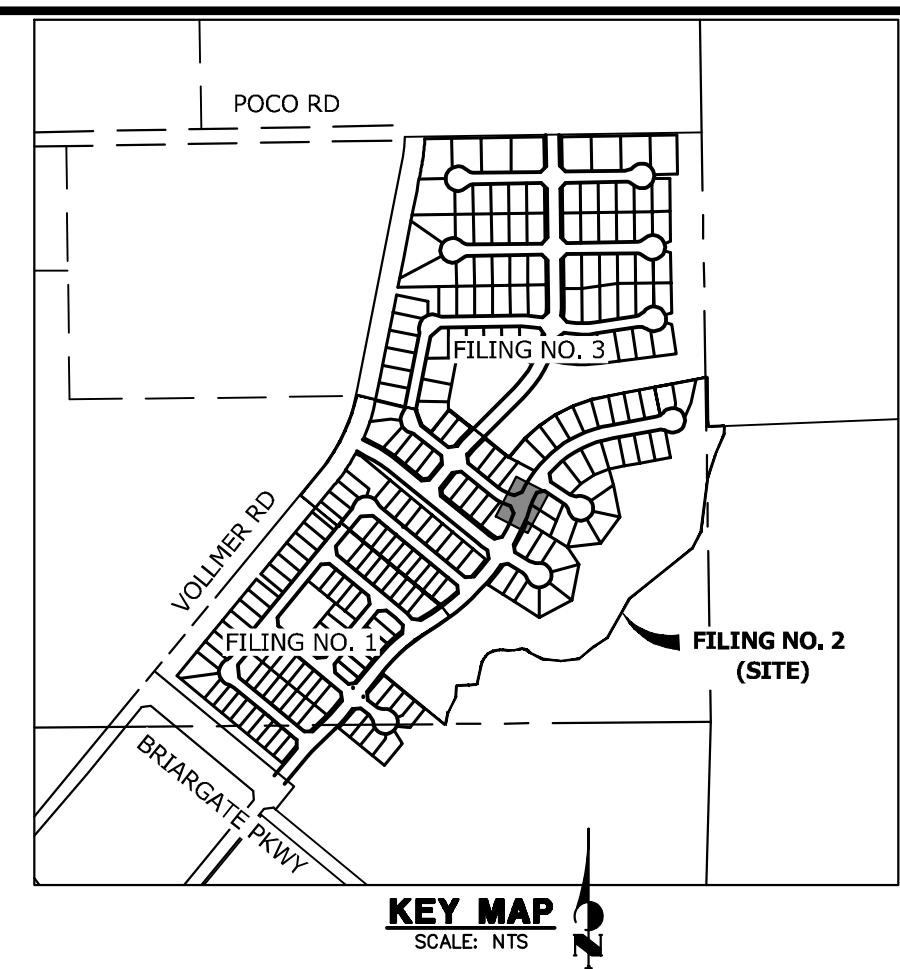 POCO RD
FILING NO. 3
VOLLMER RD
FILING NO. 1
FILING NO. 2
(SITE)
BRIARGATE PKWY
KEY MAP
SCALE: NTS
N